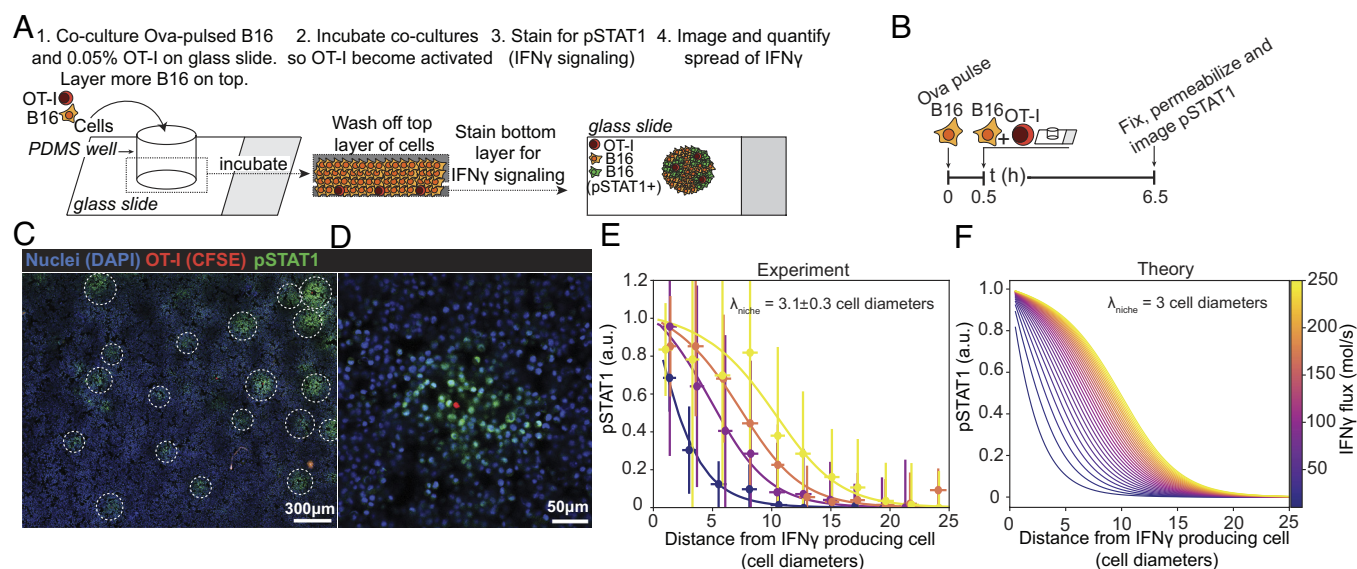 A
1. Co-culture Ova-pulsed B16
and 0.05% OT-I on glass slide.
Layer more B16 on top.
2. Incubate co-cultures
so OT-I become activated
3. Stain for pSTAT1
(IFNγ signaling)
4. Image and quantify
spread of IFNγ
OT-I
B16
Cells
PDMS well
glass slide
incubate
Wash off top
layer of cells
Stain bottom
layer for
IFNγ signaling
glass slide
OT-I
B16
B16
(pSTAT1+)
B
Ova pulse
B16
B16
+
OT-I
Fix, permeabilize and
image pSTAT1
t (h)
0
0.5
6.5
C
D
Nuclei (DAPI) OT-I (CFSE) pSTAT1
300µm
50µm
E
Experiment
λniche = 3.1±0.3 cell diameters
pSTAT1 (a.u.)
1.2
1.0
0.8
0.6
0.4
0.2
0
0 5 10 15 20 25
Distance from IFNγ producing cell
(cell diameters)
F
Theory
λniche = 3 cell diameters
pSTAT1 (a.u.)
1.0
0.8
0.6
0.4
0.2
0
0 5 10 15 20 25
Distance from IFNγ producing cell
(cell diameters)
250
200
150
100
50
IFNγ flux (mol/s)